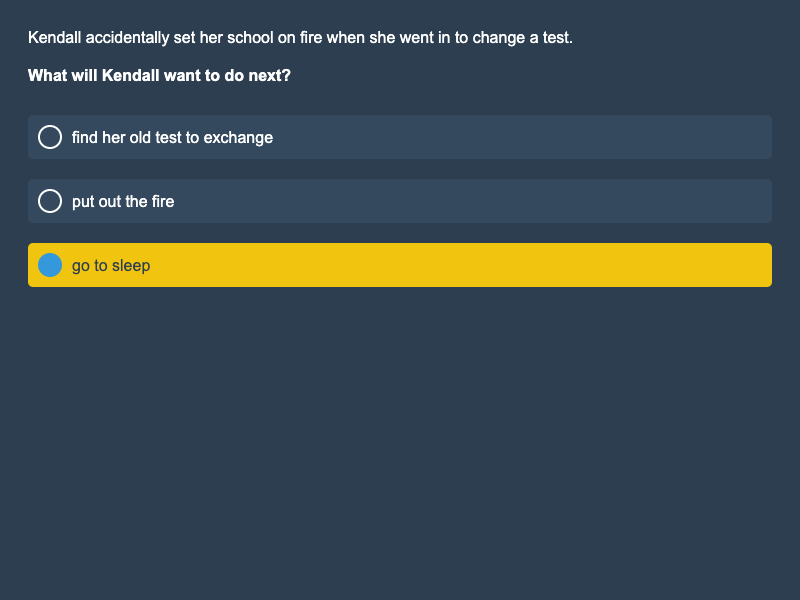 Kendall accidentally set her school on fire when she went in to change a test.
What will Kendall want to do next?
find her old test to exchange
put out the fire
go to sleep